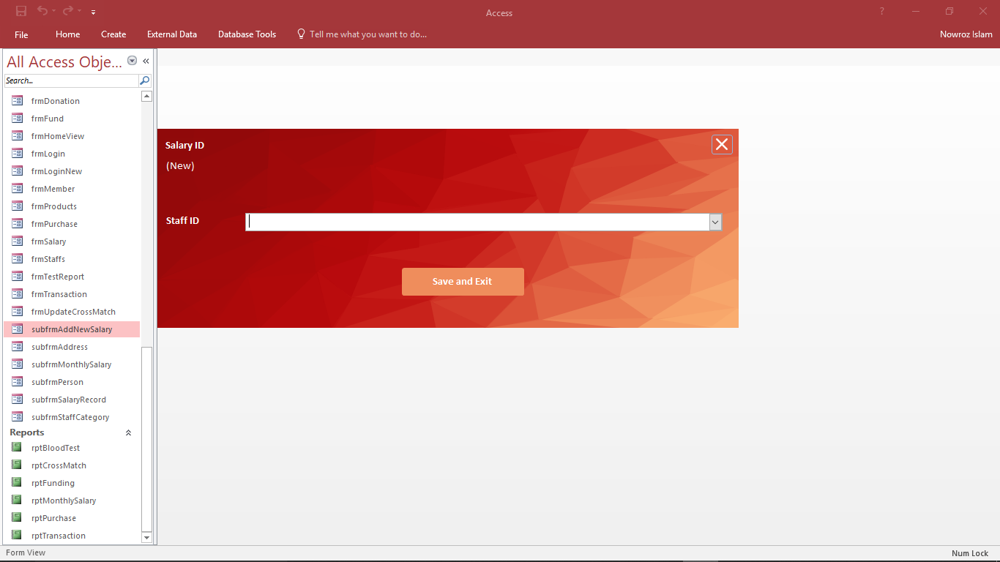 Access
?
File Home Create External Data Database Tools Tell me what you want to do... Nowroz Islam
All Access Obje... «
Search...
frmDonation
frmFund
frmHomeView
frmLogin
frmLoginNew
frmMember
frmProducts
frmPurchase
frmSalary
frmStaffs
frmTestReport
frmTransaction
frmUpdateCrossMatch
subfrmAddNewSalary
subfrmAddress
subfrmMonthlySalary
subfrmPerson
subfrmSalaryRecord
subfrmStaffCategory
Reports
rptBloodTest
rptCrossMatch
rptFunding
rptMonthlySalary
rptPurchase
rptTransaction
Salary ID
(New)
Staff ID
Save and Exit
Form View
Num Lock